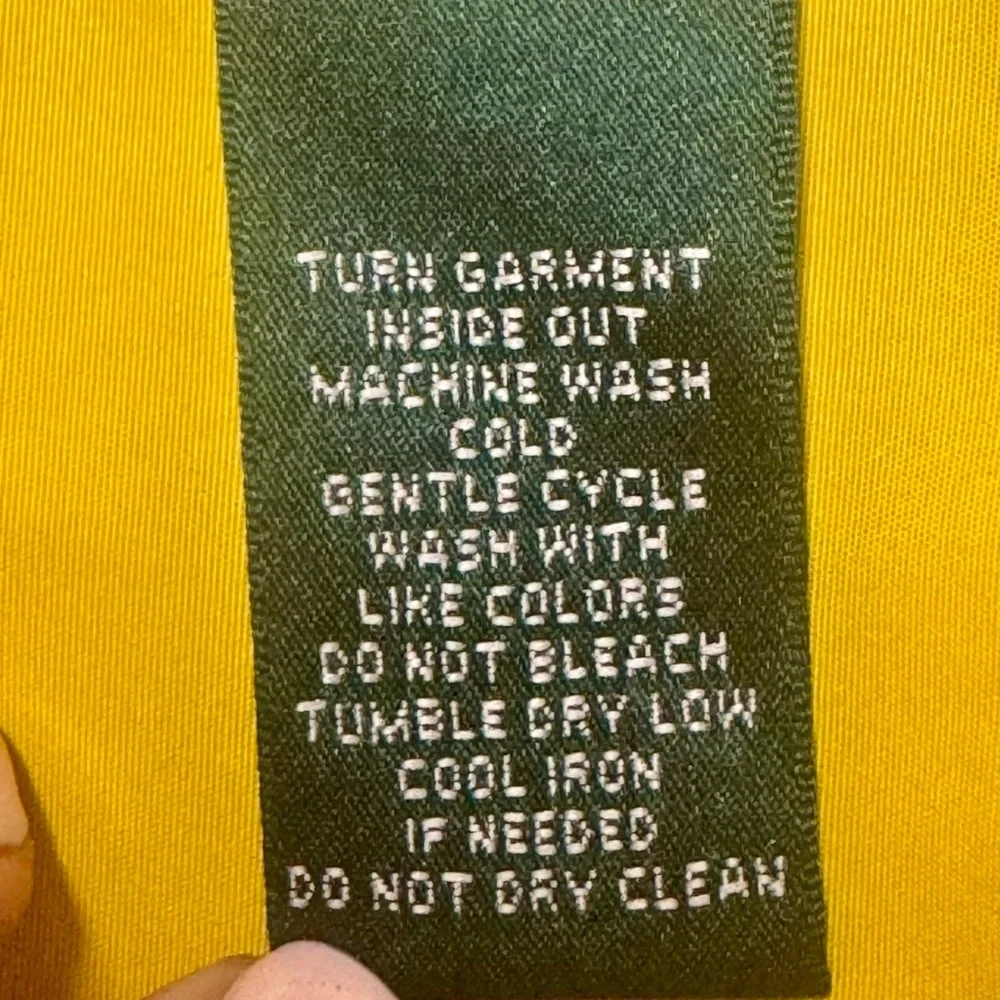 TURN GARMENT
INSIDE OUT
MACHINE WASH
COLD
GENTLE CYCLE
WASH WITH
LIKE COLORS
DO NOT BLEACH
TUMBLE DRY LOW
COOL IRON
IF NEEDED
DO NOT DRY CLEAN